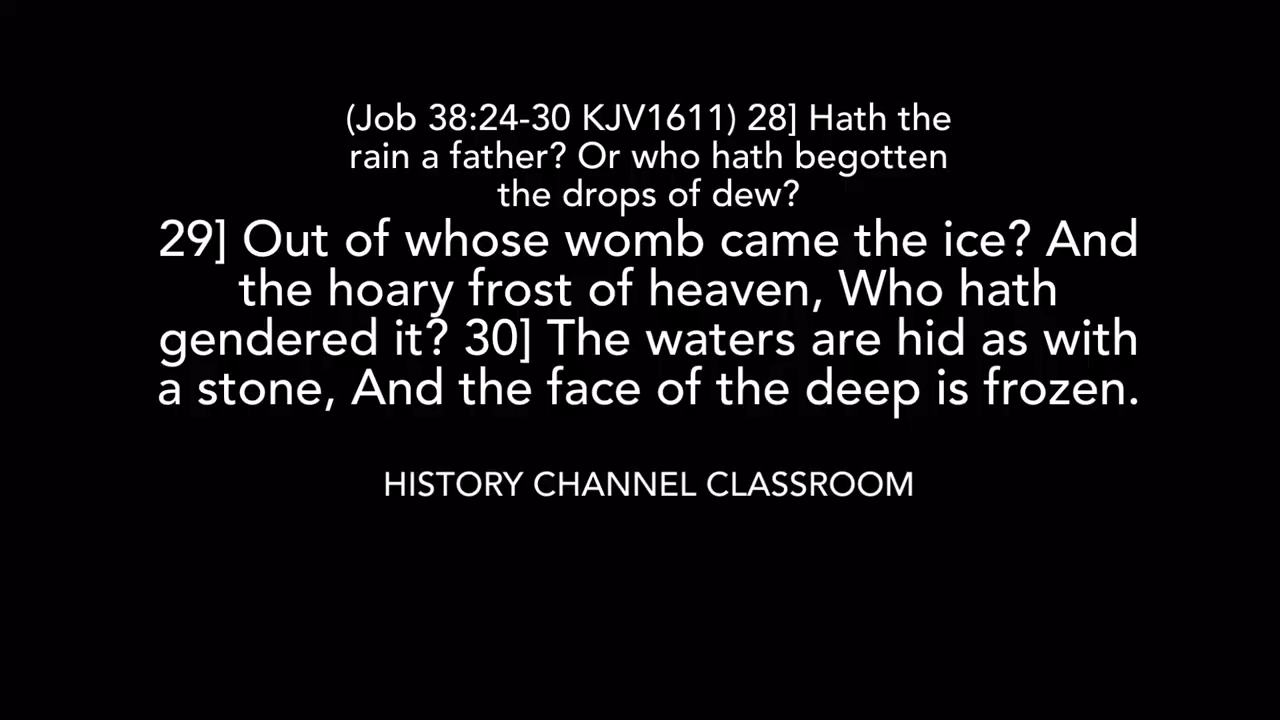 (Job 38:24-30 KJV1611) 28] Hath the
rain a father? Or who hath begotten
the drops of dew?
29] Out of whose womb came the ice? And
the hoary frost of heaven, Who hath
gendered it? 30] The waters are hid as with
a stone, And the face of the deep is frozen.
HISTORY CHANNEL CLASSROOM